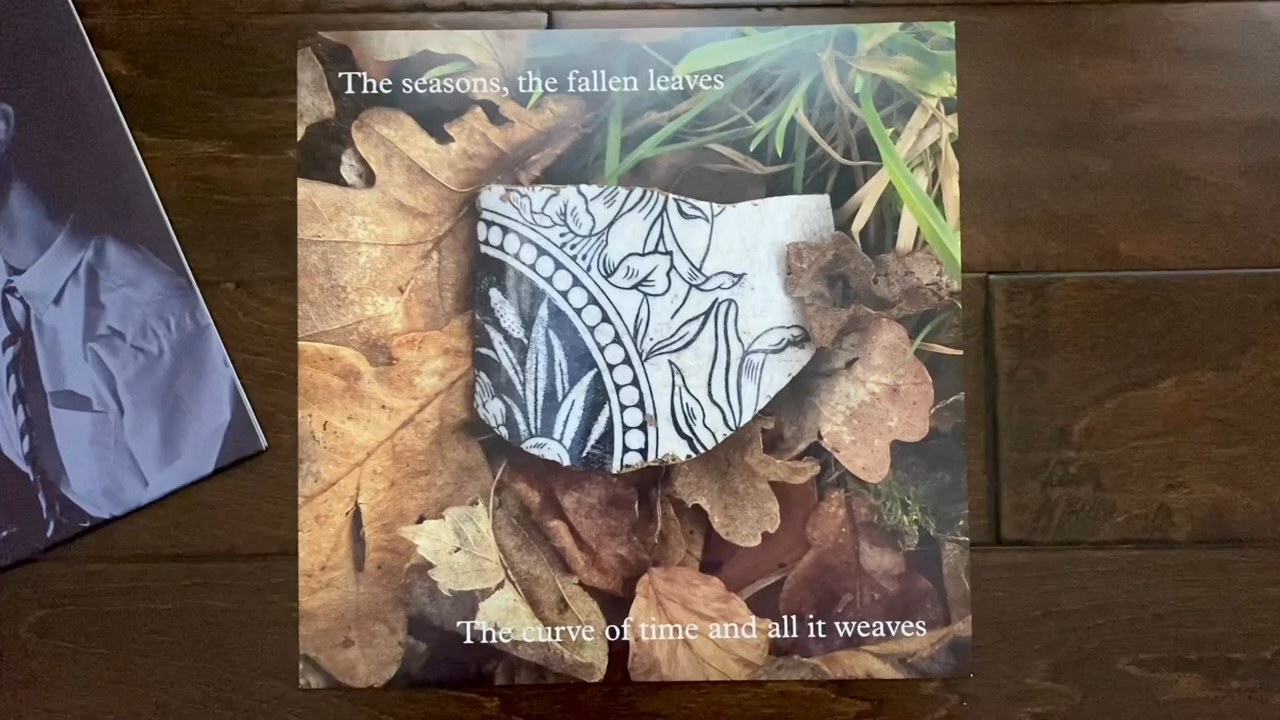 The seasons, the fallen leaves
The curve of time and all it weaves